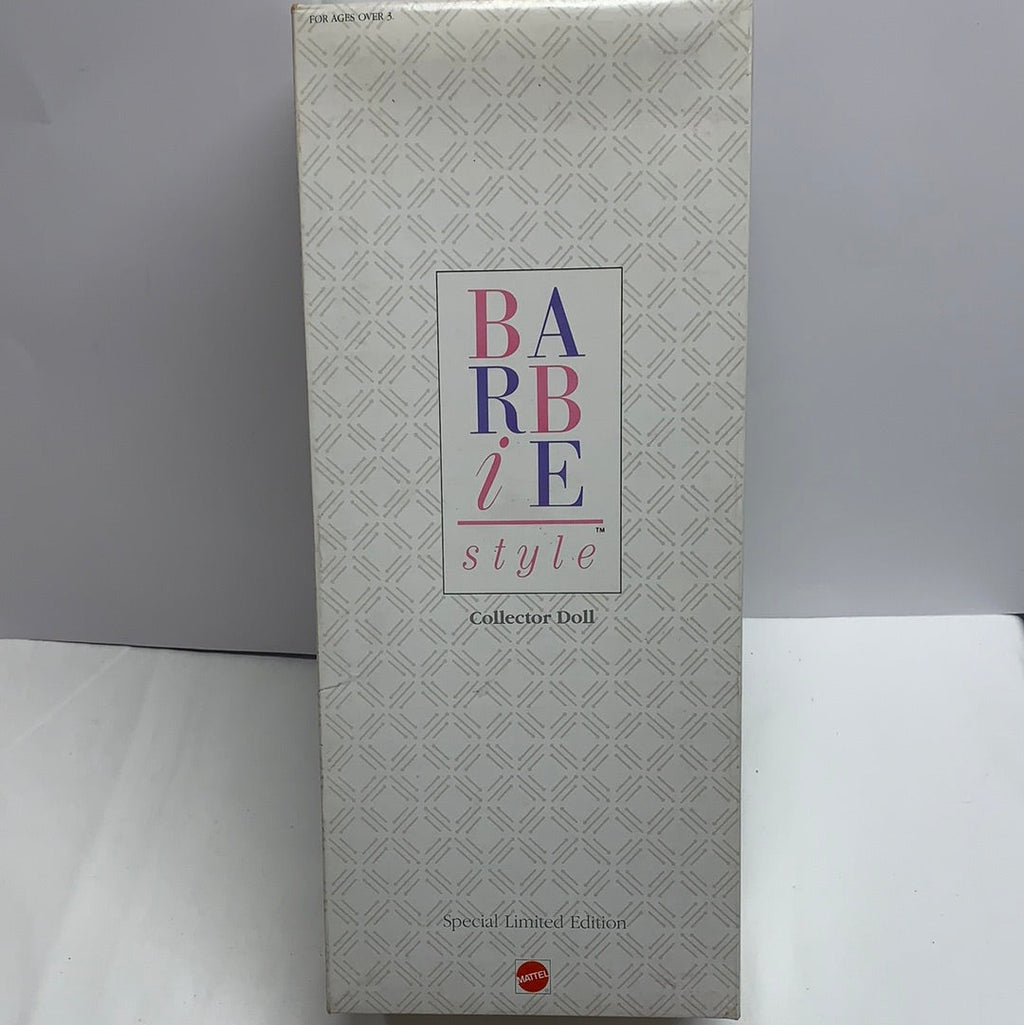 FOR AGES OVER 3.
BA
RB
iE
style™
Collector Doll
Special Limited Edition
MATTEL